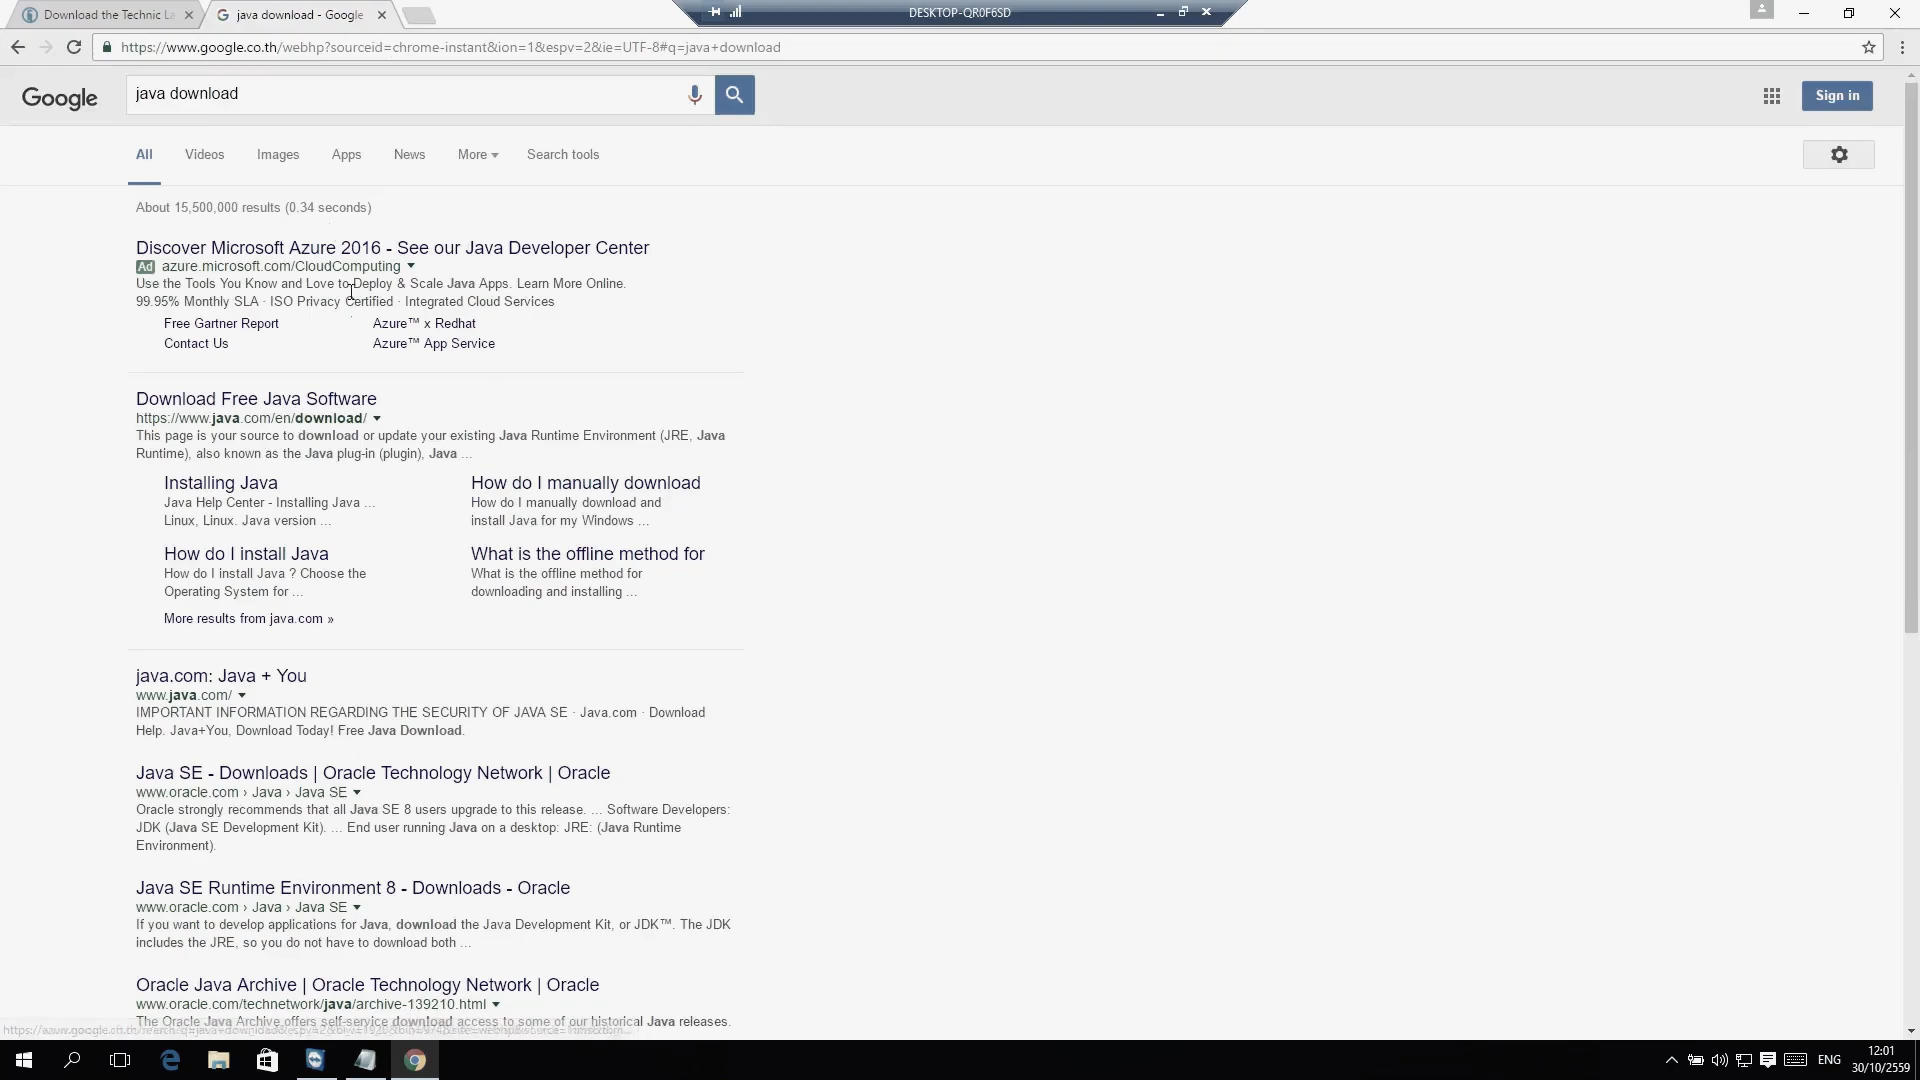 Download the Technic La
java download - Google
DESKTOP-QR0F6SD
https://www.google.co.th/webhp?sourceid=chrome-instant&ion=1&espv=2&ie=UTF-8#q=java+download
Google
java download
Sign in
All Videos Images Apps News More Search tools
About 15,500,000 results (0.34 seconds)
Discover Microsoft Azure 2016 - See our Java Developer Center
Ad azure.microsoft.com/CloudComputing
Use the Tools You Know and Love to Deploy & Scale Java Apps. Learn More Online.
99.95% Monthly SLA · ISO Privacy Certified · Integrated Cloud Services
Free Gartner Report Azure™ x Redhat
Contact Us Azure™ App Service
Download Free Java Software
https://www.java.com/en/download/
This page is your source to download or update your existing Java Runtime Environment (JRE, Java
Runtime), also known as the Java plug-in (plugin), Java ...
Installing Java
Java Help Center - Installing Java ...
Linux, Linux. Java version ...
How do I manually download
How do I manually download and
install Java for my Windows ...
How do I install Java
How do I install Java ? Choose the
Operating System for ...
What is the offline method for
What is the offline method for
downloading and installing ...
More results from java.com »
java.com: Java + You
www.java.com/
IMPORTANT INFORMATION REGARDING THE SECURITY OF JAVA SE · Java.com · Download
Help. Java+You, Download Today! Free Java Download.
Java SE - Downloads | Oracle Technology Network | Oracle
www.oracle.com › Java › Java SE
Oracle strongly recommends that all Java SE 8 users upgrade to this release. ... Software Developers:
JDK (Java SE Development Kit). ... End user running Java on a desktop: JRE: (Java Runtime
Environment).
Java SE Runtime Environment 8 - Downloads - Oracle
www.oracle.com › Java › Java SE
If you want to develop applications for Java, download the Java Development Kit, or JDK™. The JDK
includes the JRE, so you do not have to download both ...
Oracle Java Archive | Oracle Technology Network | Oracle
www.oracle.com/technetwork/java/archive-139210.html
The Oracle Java Archive offers self-service download access to some of our historical Java releases.
ENG
12:01
30/10/2559